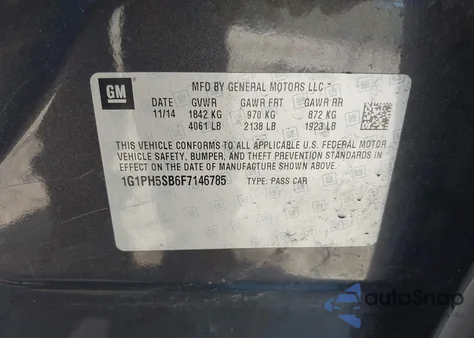 GM
MFD BY GENERAL MOTORS LLC
DATE GVWR GAWR FRT GAWR RR
11/14 1842 KG 970 KG 872 KG
4061 LB 2138 LB 1923 LB
THIS VEHICLE CONFORMS TO ALL APPLICABLE U.S. FEDERAL MOTOR
VEHICLE SAFETY, BUMPER, AND THEFT PREVENTION STANDARDS IN
EFFECT ON THE DATE OF MANUFACTURE SHOWN ABOVE.
1G1PH5SB6F7146785 TYPE: PASS CAR
autoSnap